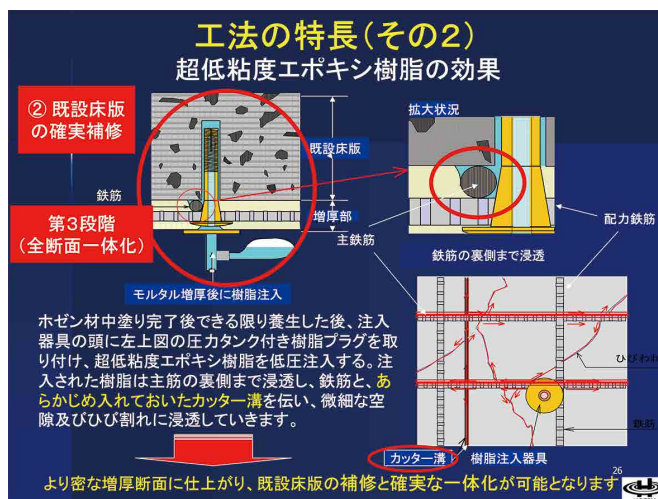 工法の特長(その2)
超低粘度エポキシ樹脂の効果
② 既設床版
の確実補修
拡大状況
既設床版
鉄筋
増厚部
第3段階
(全断面一体化)
主鉄筋
配力鉄筋
鉄筋の裏側まで浸透
モルタル増厚後に樹脂注入
ホゼン材中塗り完了後できる限り養生した後、注入
器具の頭に左上図の圧力タンク付き樹脂プラグを取
り付け、超低粘度エポキシ樹脂を低圧注入する。注
入された樹脂は主筋の裏側まで浸透し、鉄筋と、あ
らかじめ入れておいたカッター溝を伝い、微細な空
隙及びひび割れに浸透していきます。
ひびわれ
鉄筋
カッター溝
樹脂注入器具
26
より密な増厚断面に仕上がり、既設床版の補修と確実な一体化が可能となります